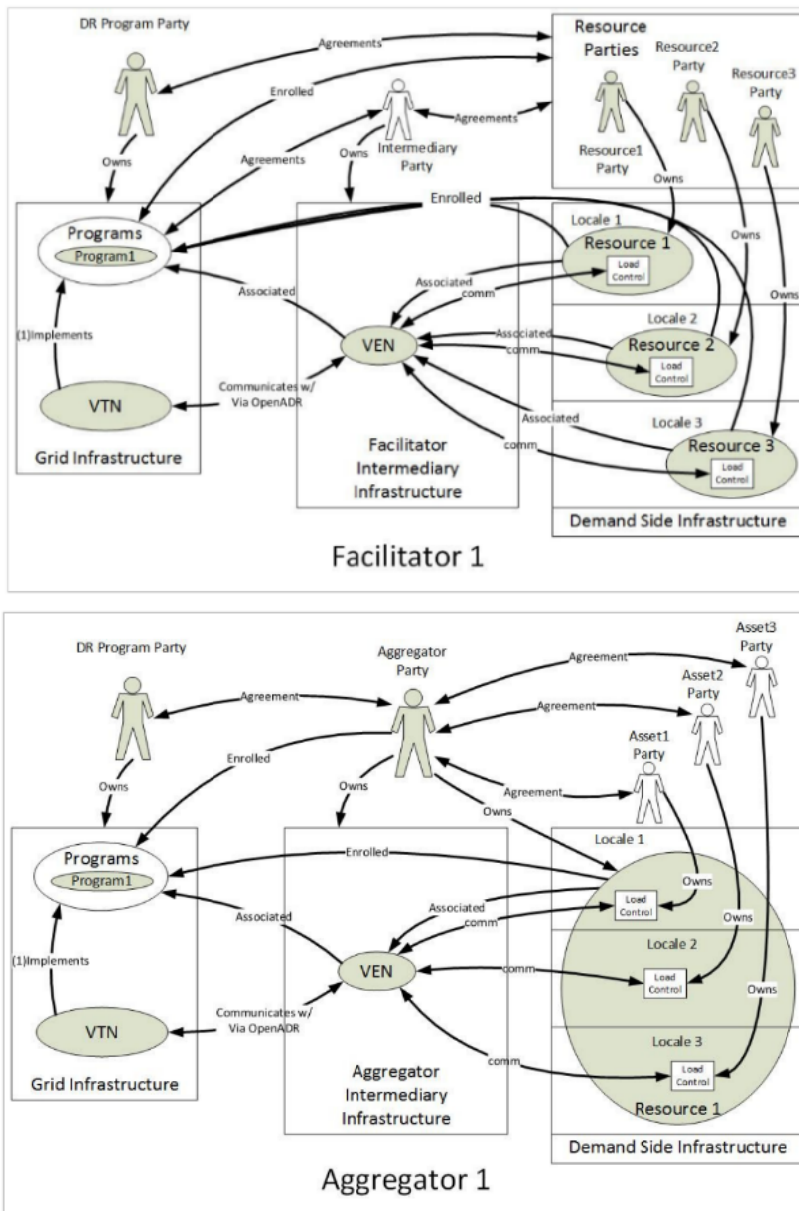 DR Program Party
Agreements
Resource
Parties
Resource2
Party
Resource3
Party
Enrolled
Agreements
Intermediary
Party
Resource1
Party
Owns
Agreements
Owns
Owns
Enrolled
Programs
Program1
Locale 1
Resource 1
Load
Control
Owns
Owns
Associated
comm
Associated
(1)Implements
VEN
Locale 2
Associated
comm
Resource 2
Load
Control
Communicates w/
Via OpenADR
VTN
Associated
Locale 3
comm
Resource 3
Load
Control
Grid Infrastructure
Facilitator
Intermediary
Infrastructure
Demand Side Infrastructure
Facilitator 1
DR Program Party
Aggregator
Party
Asset3
Party
Agreement
Asset2
Party
Agreement
Agreement
Asset1
Party
Enrolled
Owns
Owns
Agreement
Owns
Locale 1
Programs
Program1
Enrolled
Owns
Associated
comm
Load
Control
Associated
Owns
(1)Implements
Locale 2
VEN
comm
Load
Control
Owns
Communicates w/
Via OpenADR
VTN
Locale 3
comm
Load
Control
Grid Infrastructure
Aggregator
Intermediary
Infrastructure
Resource 1
Demand Side Infrastructure
Aggregator 1